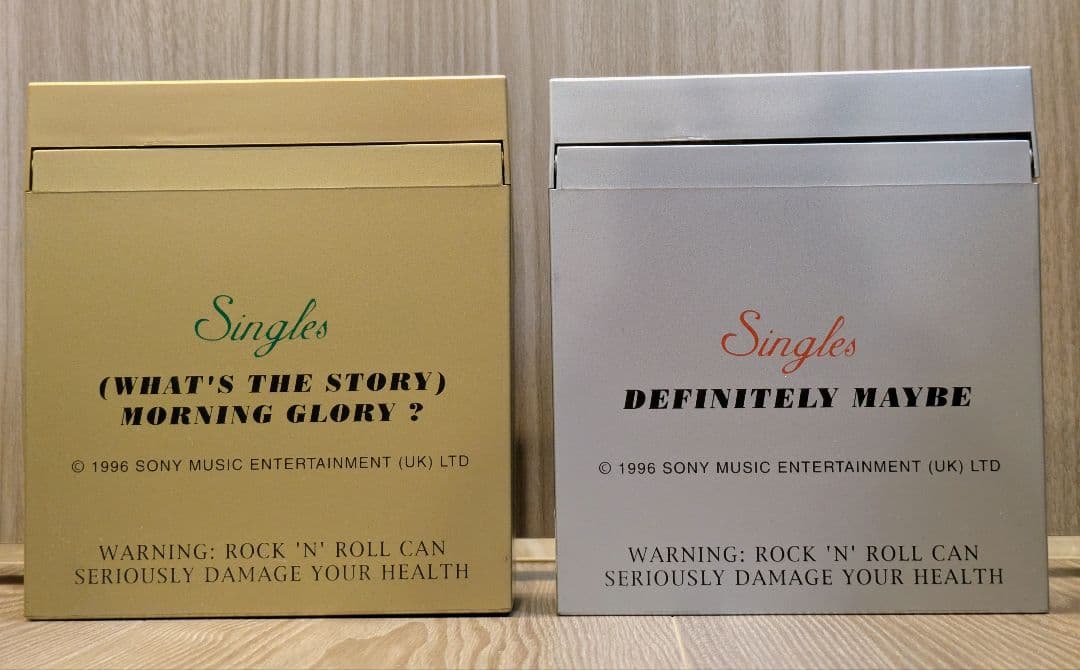 Singles
(WHAT'S THE STORY)
MORNING GLORY ?
© 1996 SONY MUSIC ENTERTAINMENT (UK) LTD
WARNING: ROCK 'N' ROLL CAN
SERIOUSLY DAMAGE YOUR HEALTH
Singles
DEFINITELY MAYBE
© 1996 SONY MUSIC ENTERTAINMENT (UK) LTD
WARNING: ROCK 'N' ROLL CAN
SERIOUSLY DAMAGE YOUR HEALTH